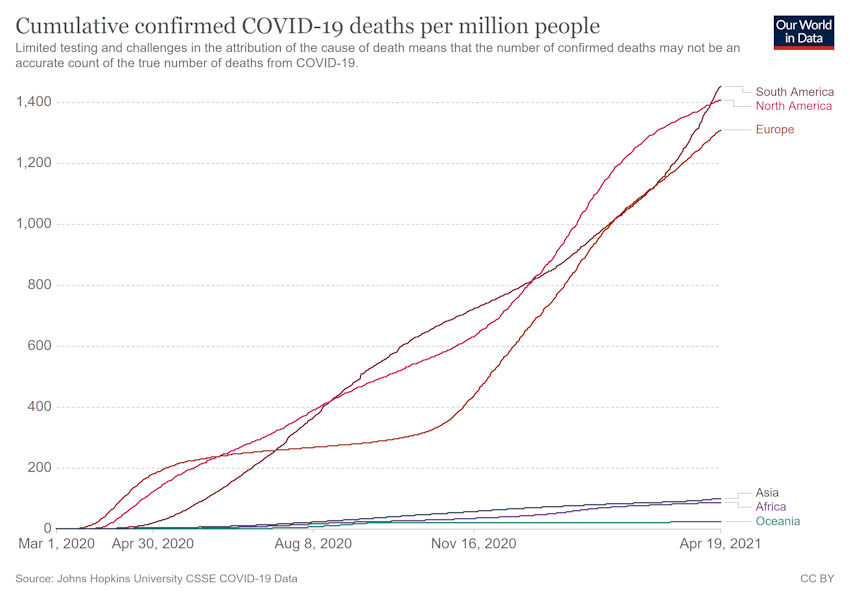 Cumulative confirmed COVID-19 deaths per million people
Our World
in Data
Limited testing and challenges in the attribution of the cause of death means that the number of confirmed deaths may not be an
accurate count of the true number of deaths from COVID-19.
1,400
1,200
1,000
800
600
400
200
0
South America
North America
Europe
Asia
Africa
Oceania
Mar 1, 2020 Apr 30, 2020 Aug 8, 2020 Nov 16, 2020 Apr 19, 2021
Source: Johns Hopkins University CSSE COVID-19 Data
CC BY